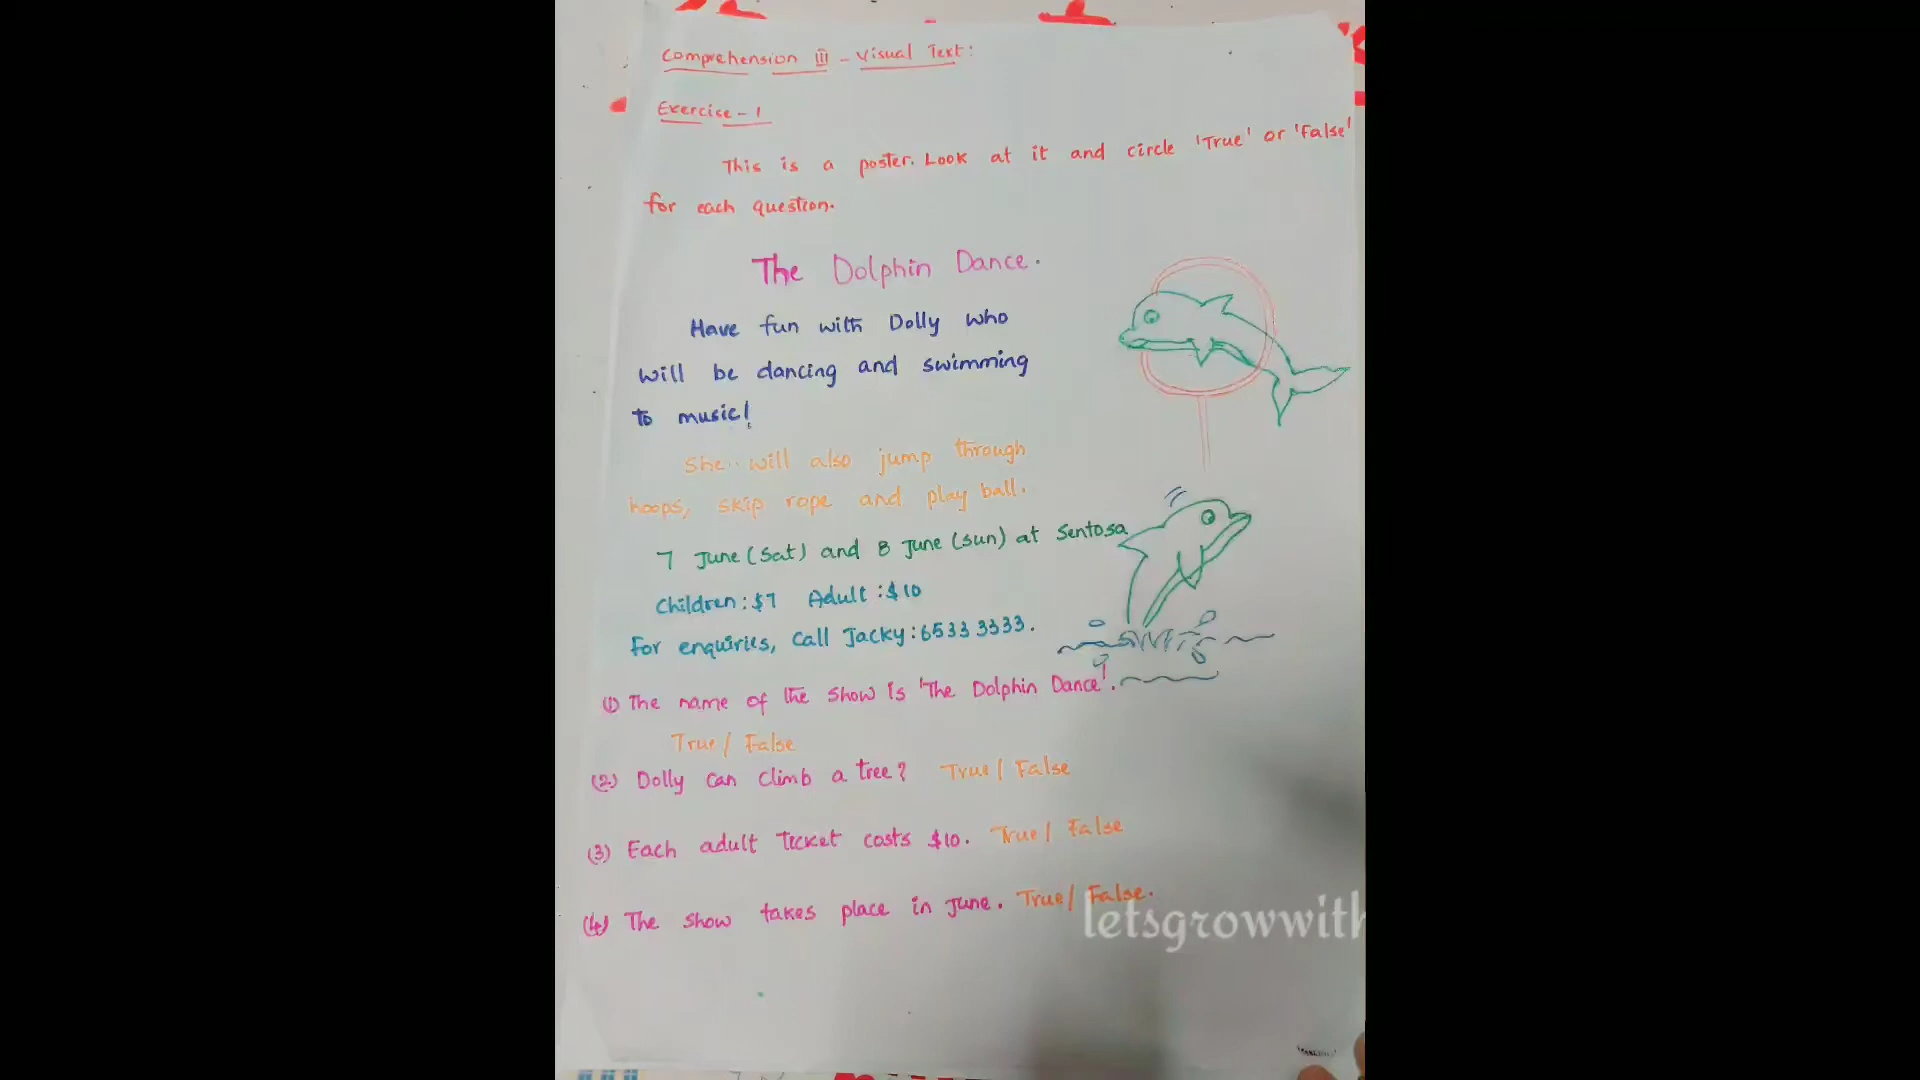 Comprehension III - Visual Text:
Exercise - 1
This is a poster. Look at it and circle 'True' or 'False'
for each question.
The Dolphin Dance.
Have fun with Dolly who
will be dancing and swimming
to music!
She will also jump through
hoops, skip rope and play ball.
7 June (Sat) and 8 June (Sun) at Sentosa
Children: $7 Adult: $10
For enquiries, call Jacky: 6533 3333.
(1) The name of the show is 'The Dolphin Dance'.
True / False
(2) Dolly can climb a tree? True / False
(3) Each adult ticket costs $10. True / False
(4) The show takes place in June. True / False.
letsgrowwith